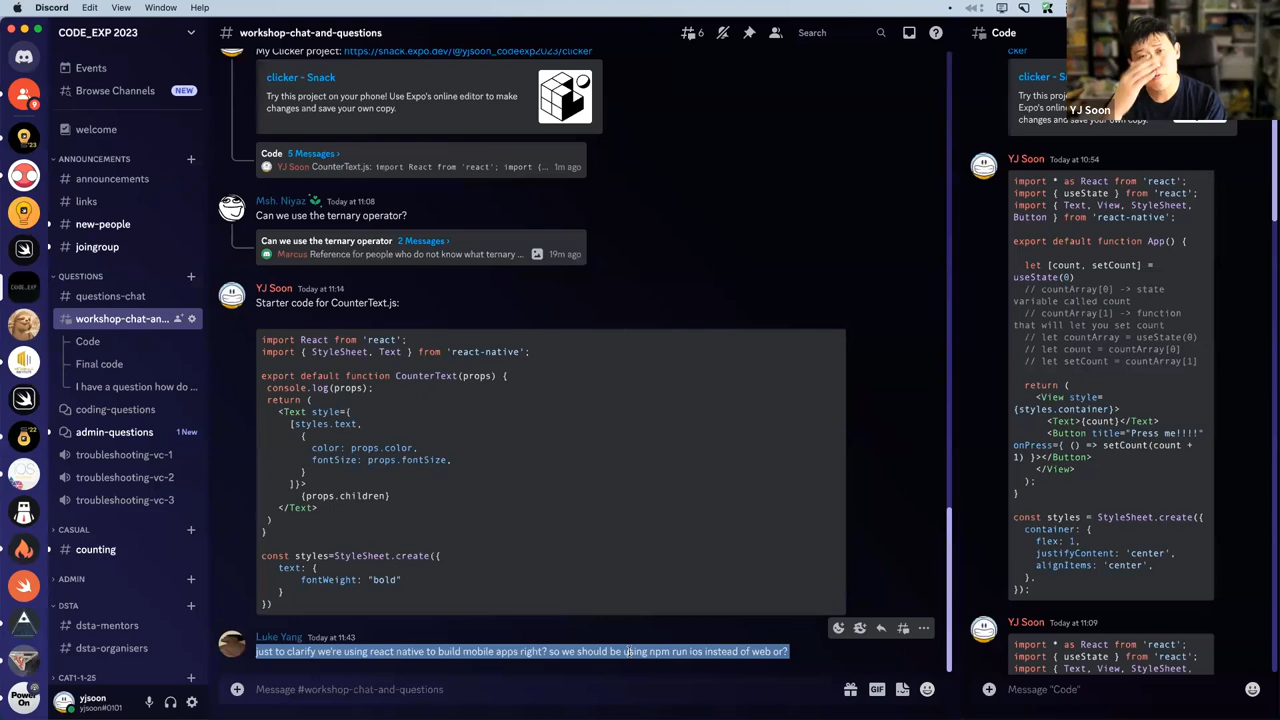 Discord File Edit View Window Help
CODE_EXP 2023
Events
Browse Channels NEW
welcome
ANNOUNCEMENTS
announcements
links
new-people
joingroup
QUESTIONS
questions-chat
workshop-chat-an...
Code
Final code
I have a question how do ...
coding-questions
admin-questions 1 New
troubleshooting-vc-1
troubleshooting-vc-2
troubleshooting-vc-3
CASUAL
counting
ADMIN
DSTA
dsta-mentors
dsta-organisers
CAT1-1-25
yjsoon
yjsoon#0101
Power
On
workshop-chat-and-questions
6
Search
My Clicker project: https://snack.expo.dev/@yjsoon_codeexp2023/clicker
clicker - Snack
Try this project on your phone! Use Expo's online editor to make
changes and save your own copy.
Code 5 Messages ›
YJ Soon CounterText.js: import React from 'react'; import {... 1m ago
Msh. Niyaz Today at 11:08
Can we use the ternary operator?
Can we use the ternary operator 2 Messages ›
Marcus Reference for people who do not know what ternary ... 19m ago
YJ Soon Today at 11:14
Starter code for CounterText.js:
import React from 'react';
import { StyleSheet, Text } from 'react-native';
export default function CounterText(props) {
console.log(props);
return (
<Text style={
[styles.text,
{
color: props.color,
fontSize: props.fontSize,
}
]}>
{props.children}
</Text>
)
}
const styles=StyleSheet.create({
text: {
fontWeight: "bold"
}
})
Luke Yang Today at 11:43
just to clarify we're using react native to build mobile apps right? so we should be using npm run ios instead of web or?
Message #workshop-chat-and-questions
GIF
Code
YJ Soon
YJ Soon Today at 10:54
import * as React from 'react';
import { useState } from 'react';
import { Text, View, StyleSheet,
Button } from 'react-native';
export default function App() {
let [count, setCount] =
useState(0)
// countArray[0] -> state
variable called count
// countArray[1] -> function
that will let you set count
// let countArray = useState(0)
// let count = countArray[0]
// let setCount = countArray[1]
return (
<View style=
{styles.container}>
<Text>{count}</Text>
<Button title="Press me!!!!"
onPress={ () => setCount(count +
1) }></Button>
</View>
);
}
const styles = StyleSheet.create({
container: {
flex: 1,
justifyContent: 'center',
alignItems: 'center',
},
});
YJ Soon Today at 11:09
import * as React from 'react';
import { useState } from 'react';
import { Text, View, StyleSheet,
Message "Code"